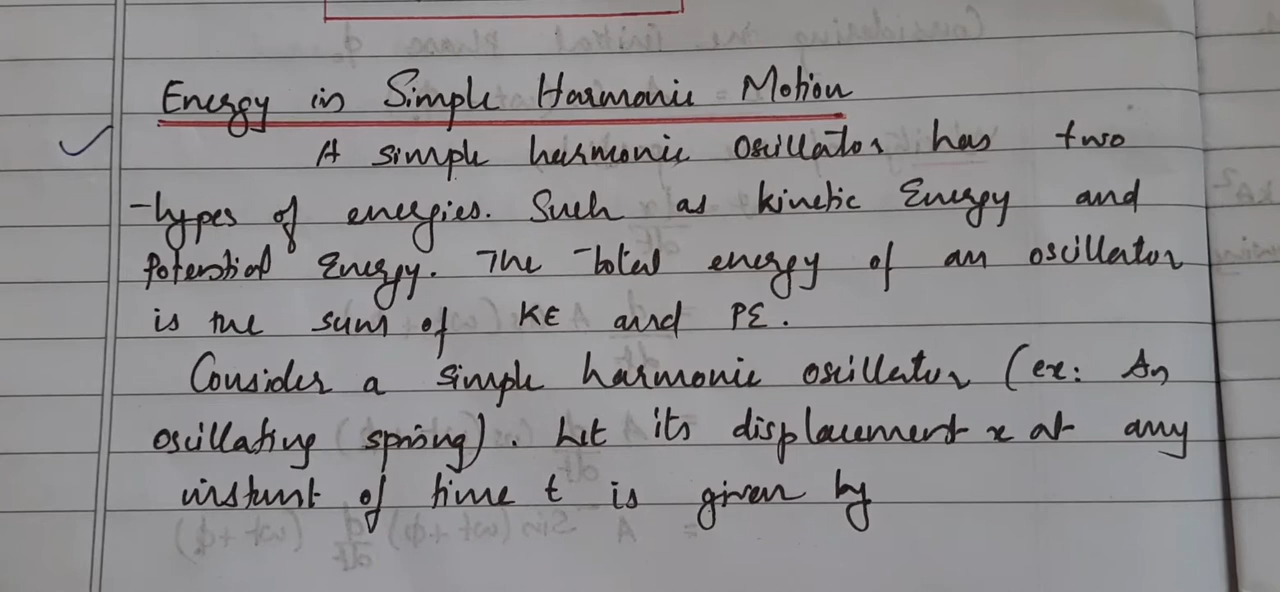 Energy in Simple Harmonic Motion
A simple harmonic oscillator has two
types of energies. Such as kinetic Energy and
Potential Energy. The total energy of an oscillator
is the sum of KE and PE.
Consider a simple harmonic oscillator (ex: An
oscillating spring). Let its displacement x at any
instant of time t is given by